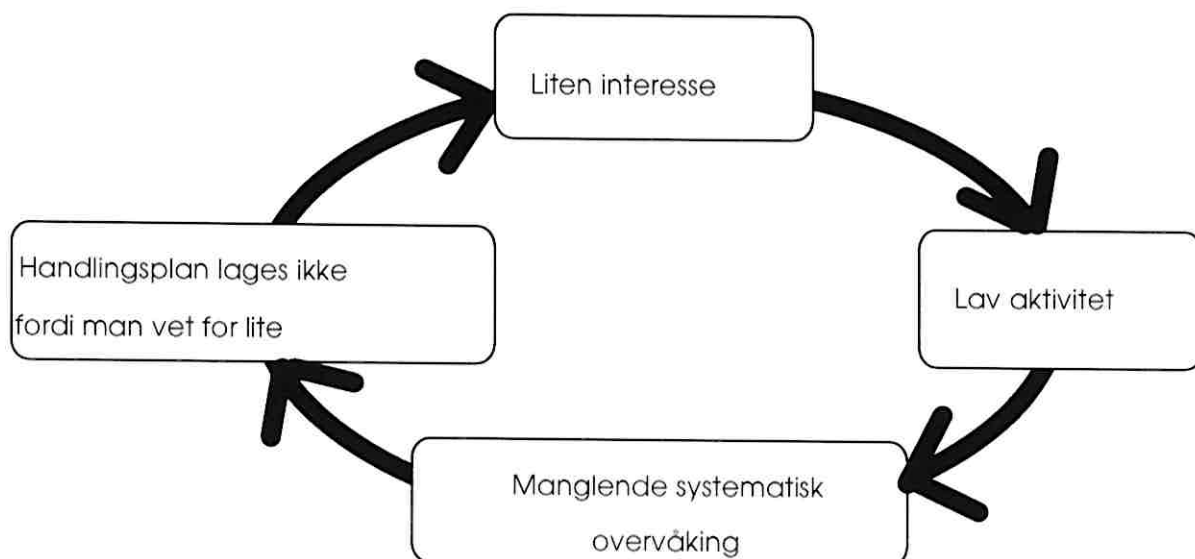 Liten interesse
Handlingsplan lages ikke
fordi man vet for lite
Lav aktivitet
Manglende systematisk
overvåking